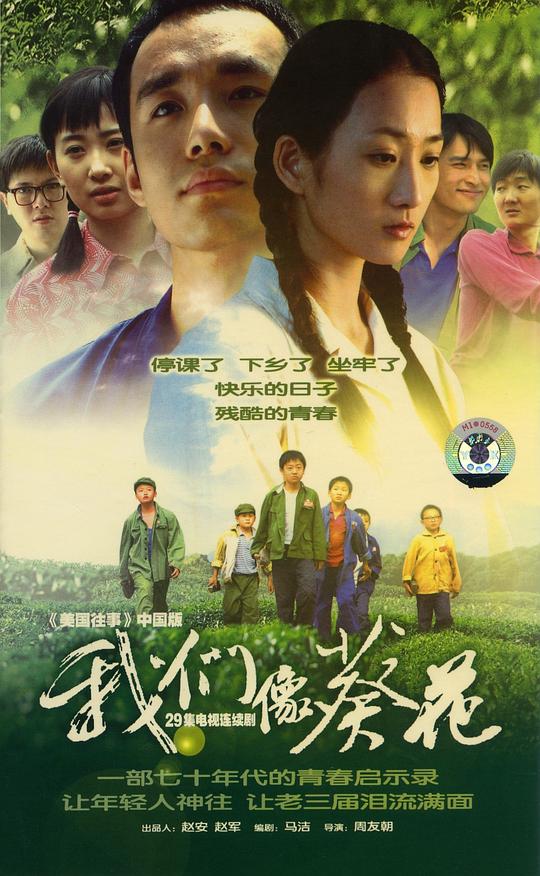 停课了 下乡了 坐牢了
快乐的日子
残酷的青春
M1●0558
《美国往事》中国版
我们像葵花
29集电视连续剧
一部七十年代的青春启示录
让年轻人神往 让老三届泪流满面
出品人：赵安 赵军 编剧：马洁 导演：周友朝